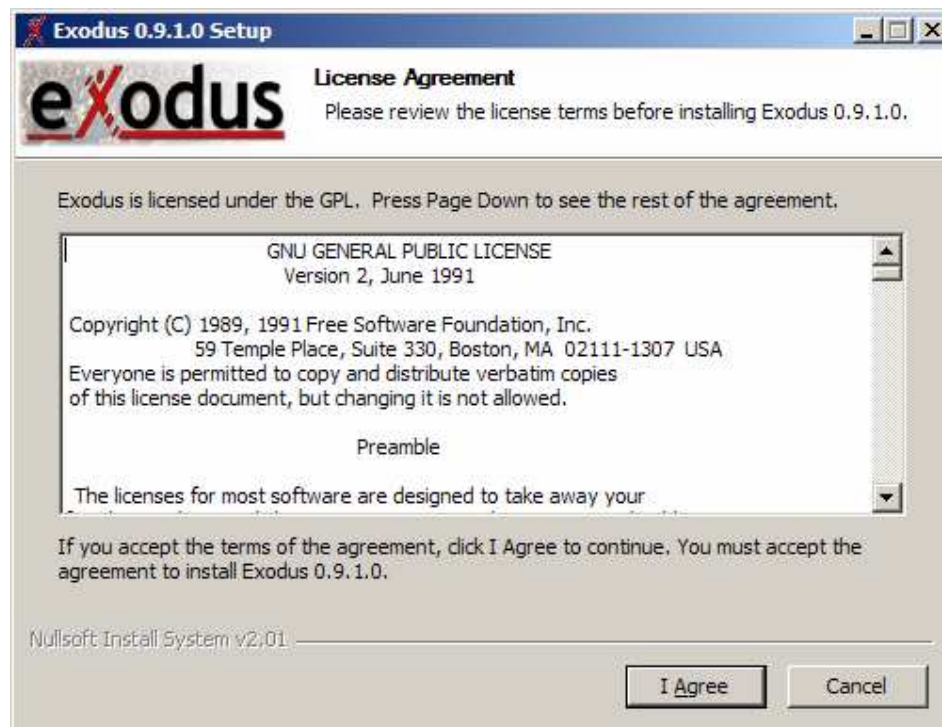 Exodus 0.9.1.0 Setup
exodus
License Agreement
Please review the license terms before installing Exodus 0.9.1.0.
Exodus is licensed under the GPL. Press Page Down to see the rest of the agreement.
GNU GENERAL PUBLIC LICENSE
Version 2, June 1991
Copyright (C) 1989, 1991 Free Software Foundation, Inc.
59 Temple Place, Suite 330, Boston, MA 02111-1307 USA
Everyone is permitted to copy and distribute verbatim copies
of this license document, but changing it is not allowed.
Preamble
The licenses for most software are designed to take away your
If you accept the terms of the agreement, click I Agree to continue. You must accept the
agreement to install Exodus 0.9.1.0.
Nullsoft Install System v2.01
I Agree
Cancel